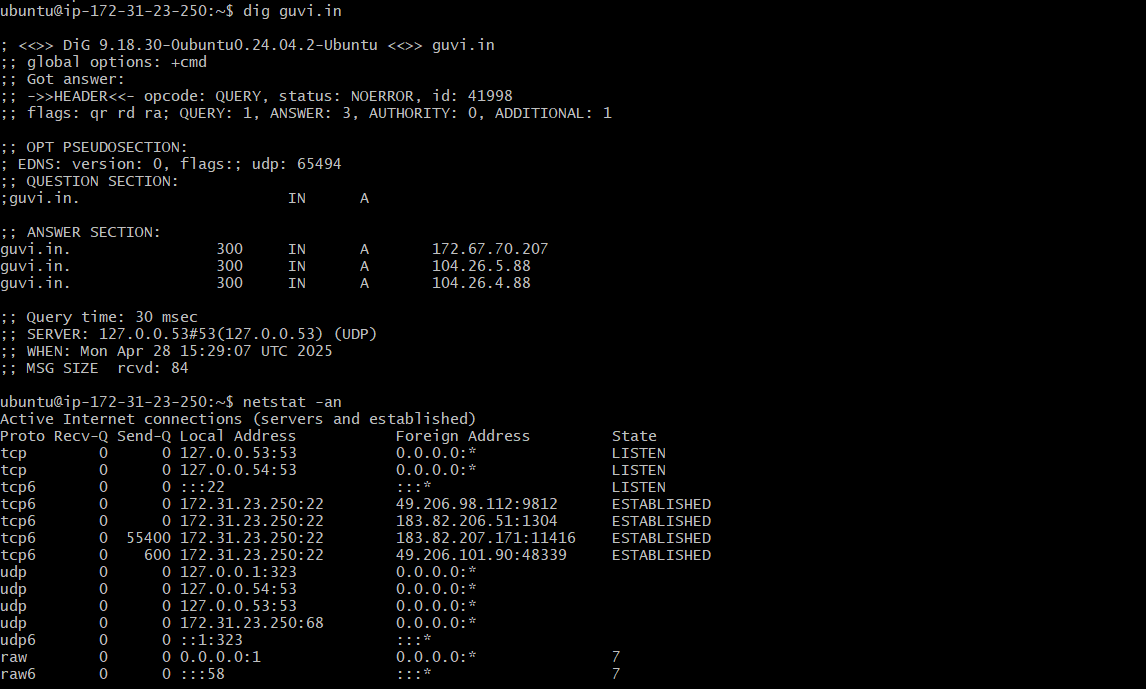 ubuntu@ip-172-31-23-250:~$ dig guvi.in

; <<>> DiG 9.18.30-0ubuntu0.24.04.2-Ubuntu <<>> guvi.in
;; global options: +cmd
;; Got answer:
;; ->>HEADER<<- opcode: QUERY, status: NOERROR, id: 41998
;; flags: qr rd ra; QUERY: 1, ANSWER: 3, AUTHORITY: 0, ADDITIONAL: 1

;; OPT PSEUDOSECTION:
; EDNS: version: 0, flags:; udp: 65494
;; QUESTION SECTION:
;guvi.in.                       IN      A

;; ANSWER SECTION:
guvi.in.                300     IN      A       172.67.70.207
guvi.in.                300     IN      A       104.26.5.88
guvi.in.                300     IN      A       104.26.4.88

;; Query time: 30 msec
;; SERVER: 127.0.0.53#53(127.0.0.53) (UDP)
;; WHEN: Mon Apr 28 15:29:07 UTC 2025
;; MSG SIZE  rcvd: 84

ubuntu@ip-172-31-23-250:~$ netstat -an
Active Internet connections (servers and established)
Proto Recv-Q Send-Q Local Address           Foreign Address         State
tcp        0      0 127.0.0.53:53           0.0.0.0:*               LISTEN
tcp        0      0 127.0.0.54:53           0.0.0.0:*               LISTEN
tcp6       0      0 :::22                   :::*                    LISTEN
tcp6       0      0 172.31.23.250:22        49.206.98.112:9812      ESTABLISHED
tcp6       0      0 172.31.23.250:22        183.82.206.51:1304      ESTABLISHED
tcp6       0  55400 172.31.23.250:22        183.82.207.171:11416    ESTABLISHED
tcp6       0    600 172.31.23.250:22        49.206.101.90:48339     ESTABLISHED
udp        0      0 127.0.0.1:323           0.0.0.0:*
udp        0      0 127.0.0.54:53           0.0.0.0:*
udp        0      0 127.0.0.53:53           0.0.0.0:*
udp        0      0 172.31.23.250:68        0.0.0.0:*
udp6       0      0 ::1:323                 :::*
raw        0      0 0.0.0.0:1               0.0.0.0:*               7
raw6       0      0 :::58                   :::*                    7